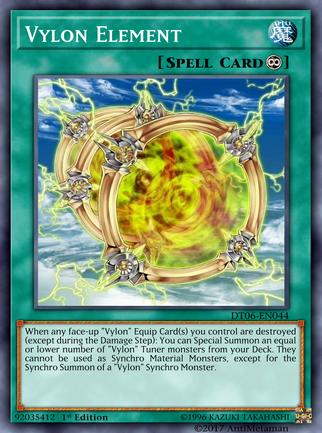 Vylon Element
[Spell Card]
DT06-EN044
When any face-up "Vylon" Equip Card(s) you control are destroyed
(except during the Damage Step): You can Special Summon an equal
or lower number of "Vylon" Tuner monsters from your Deck. They
cannot be used as Synchro Material Monsters, except for the
Synchro Summon of a "Vylon" Synchro Monster.
92035412 1st Edition ©1996 KAZUKI TAKAHASHI
©2017 AntiMetaman